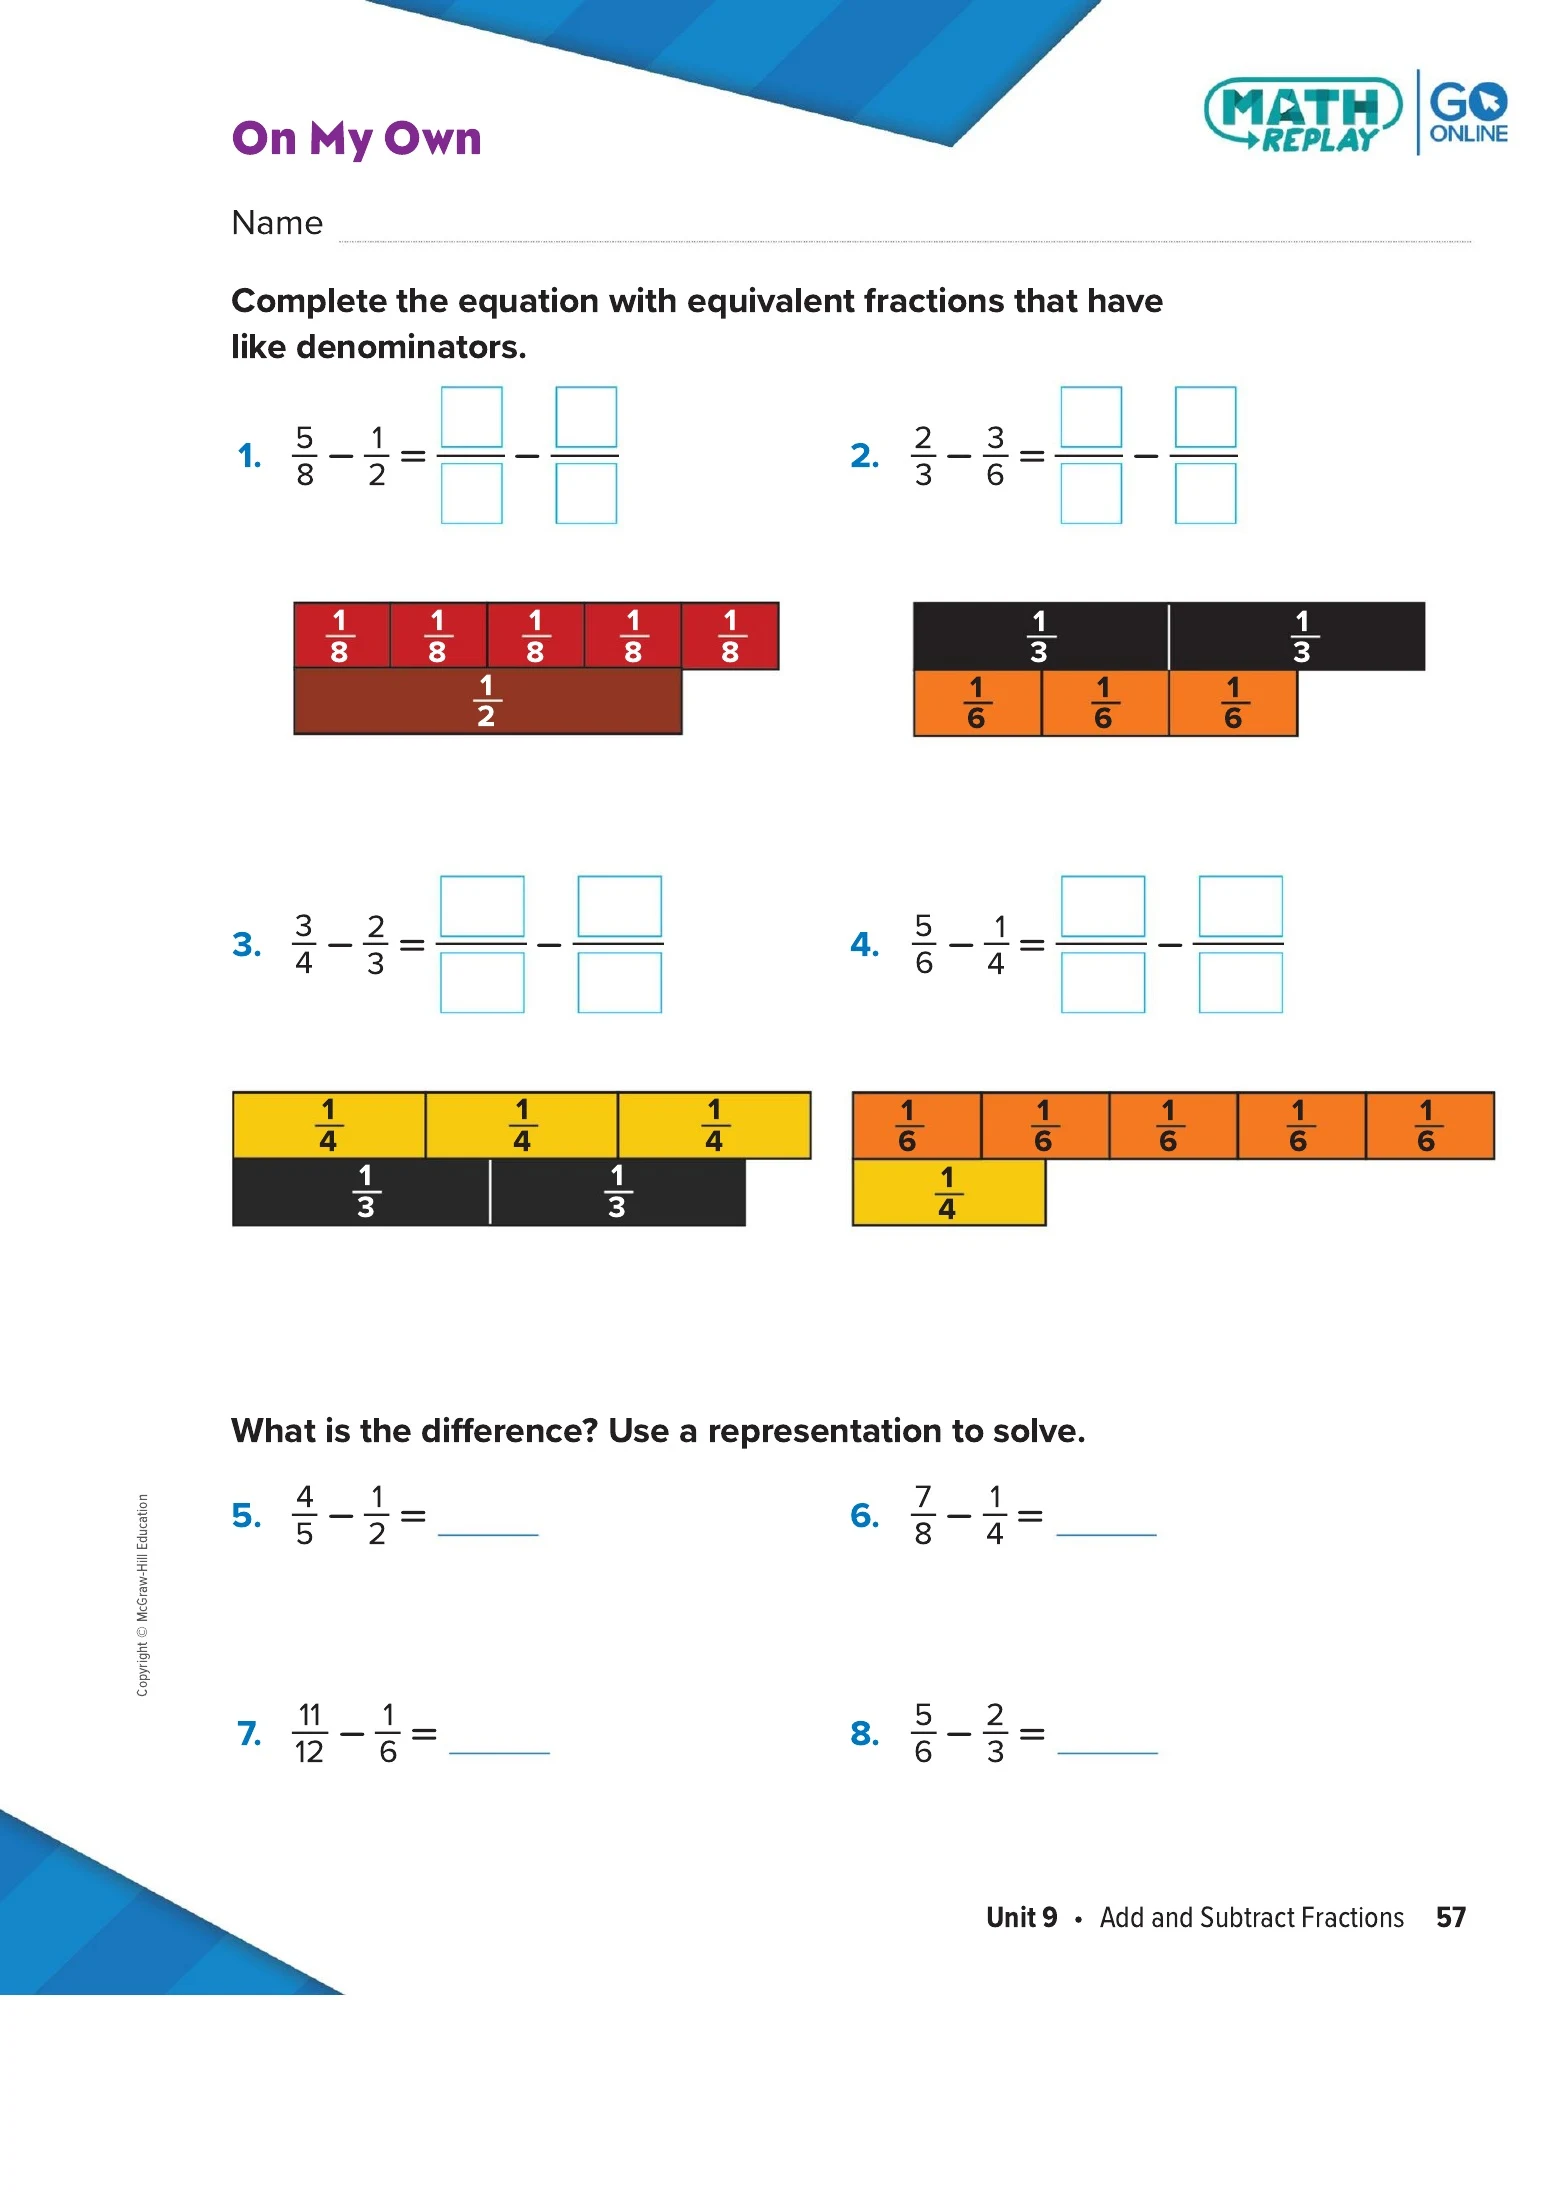 On My Own
MATH REPLAY GO ONLINE
Name
Complete the equation with equivalent fractions that have
like denominators.
1. 5/8 − 1/2 = −
2. 2/3 − 3/6 = −
1/8 1/8 1/8 1/8 1/8
1/2
1/3 1/3
1/6 1/6 1/6
3. 3/4 − 2/3 = −
4. 5/6 − 1/4 = −
1/4 1/4 1/4
1/3 1/3
1/6 1/6 1/6 1/6 1/6
1/4
What is the difference? Use a representation to solve.
5. 4/5 − 1/2 =
6. 7/8 − 1/4 =
7. 11/12 − 1/6 =
8. 5/6 − 2/3 =
Copyright © McGraw-Hill Education
Unit 9 • Add and Subtract Fractions 57